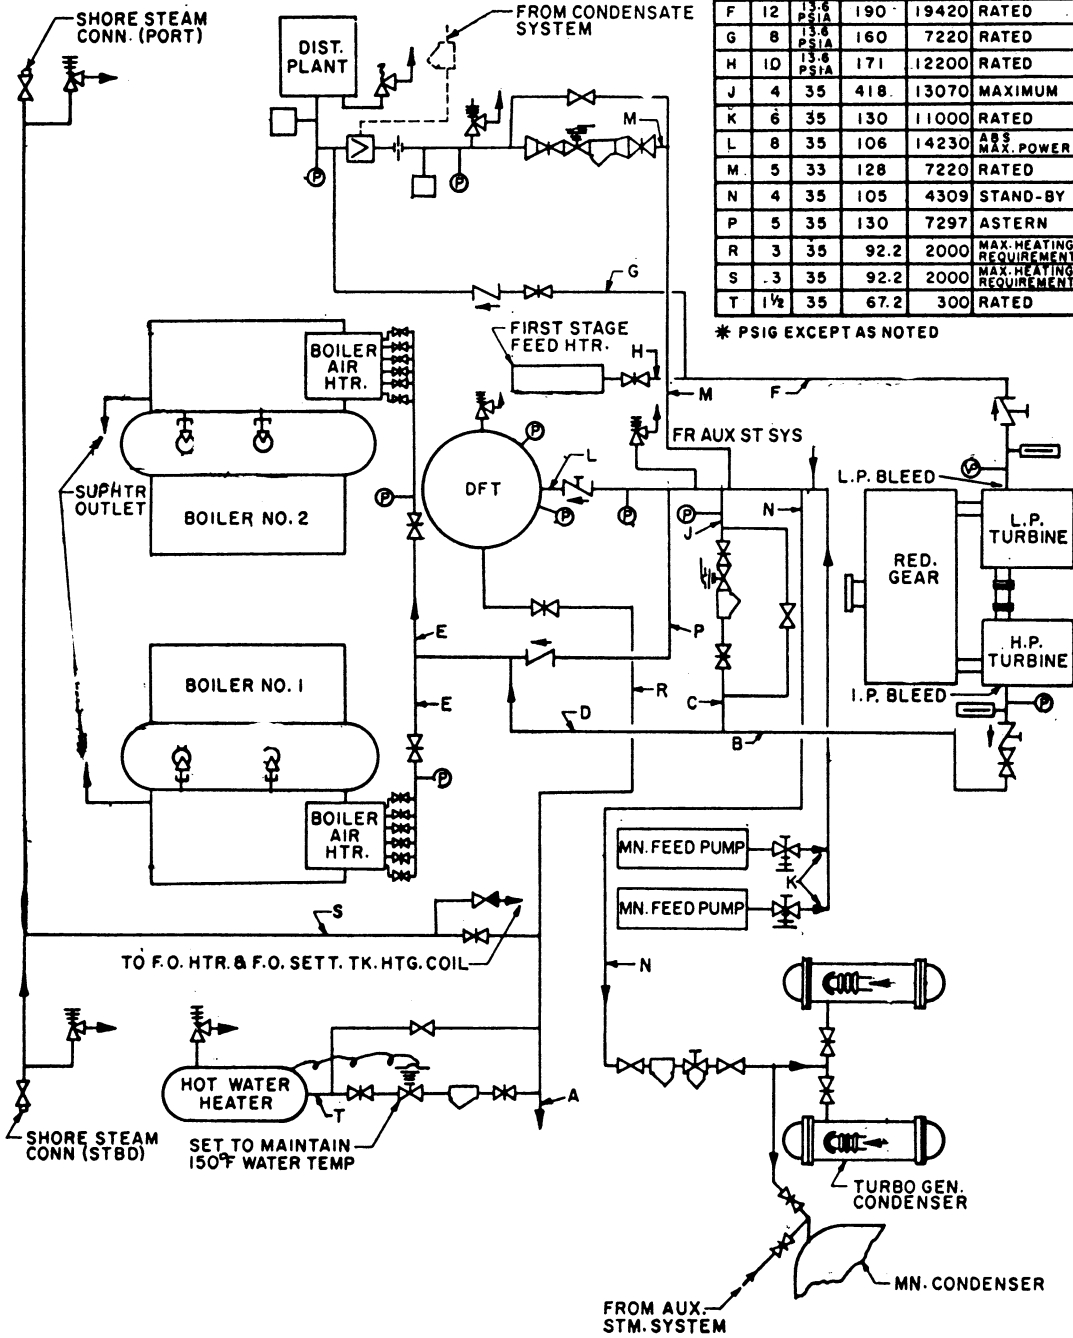 SHORE STEAM
CONN. (PORT)
DIST.
PLANT
FROM CONDENSATE
SYSTEM
F 12 13.6 PSIA 190 19420 RATED
G 8 13.6 PSIA 160 7220 RATED
H 10 13.6 PSIA 171 12200 RATED
J 4 35 418. 13070 MAXIMUM
K 6 35 130 11000 RATED
L 8 35 106 14230 ABS MAX. POWER
M 5 33 128 7220 RATED
N 4 35 105 4309 STAND-BY
P 5 35 130 7297 ASTERN
R 3 35 92.2 2000 MAX. HEATING REQUIREMENT
S 3 35 92.2 2000 MAX. HEATING REQUIREMENT
T 1½ 35 67.2 300 RATED
* PSIG EXCEPT AS NOTED
M
P
P
G
BOILER
AIR
HTR.
FIRST STAGE
FEED HTR.
H
M
F
FR AUX ST SYS
P
L
DFT
P
P
P
P
J
N
VP
L.P. BLEED
SUPHTR
OUTLET
BOILER NO. 2
L.P.
TURBINE
RED.
GEAR
E
P
H.P.
TURBINE
BOILER NO. 1
E
R
C
I.P. BLEED
P
D
B
P
BOILER
AIR
HTR.
MN. FEED PUMP
K
MN. FEED PUMP
S
TO F.O. HTR. & F.O. SETT. TK. HTG. COIL
N
HOT WATER
HEATER
T
A
SHORE STEAM
CONN (STBD)
SET TO MAINTAIN
150°F WATER TEMP
TURBO GEN.
CONDENSER
MN. CONDENSER
FROM AUX.
STM. SYSTEM